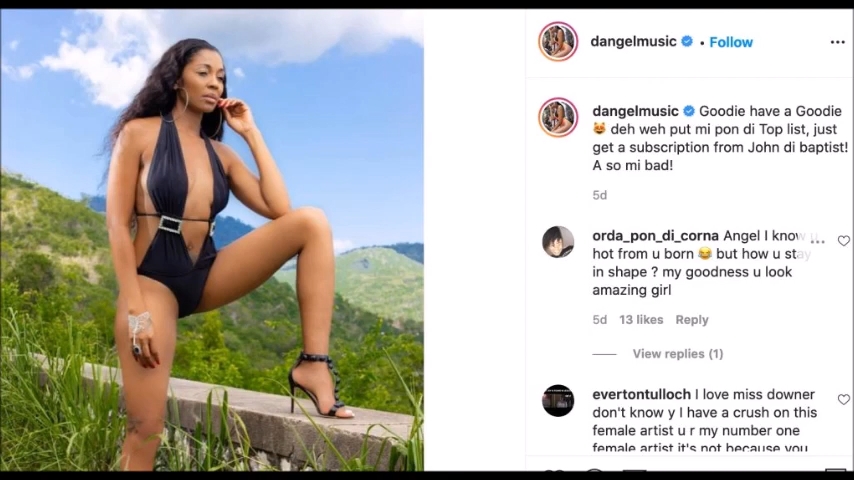 dangelmusic • Follow
dangelmusic Goodie have a Goodie
😻 deh weh put mi pon di Top list, just
get a subscription from John di baptist!
A so mi bad!
5d
orda_pon_di_corna Angel I know u
hot from u born 😂 but how u stay
in shape ? my goodness u look
amazing girl
5d 13 likes Reply
View replies (1)
evertontulloch I love miss downer
don't know y I have a crush on this
female artist u r my number one
female artist it's not because you